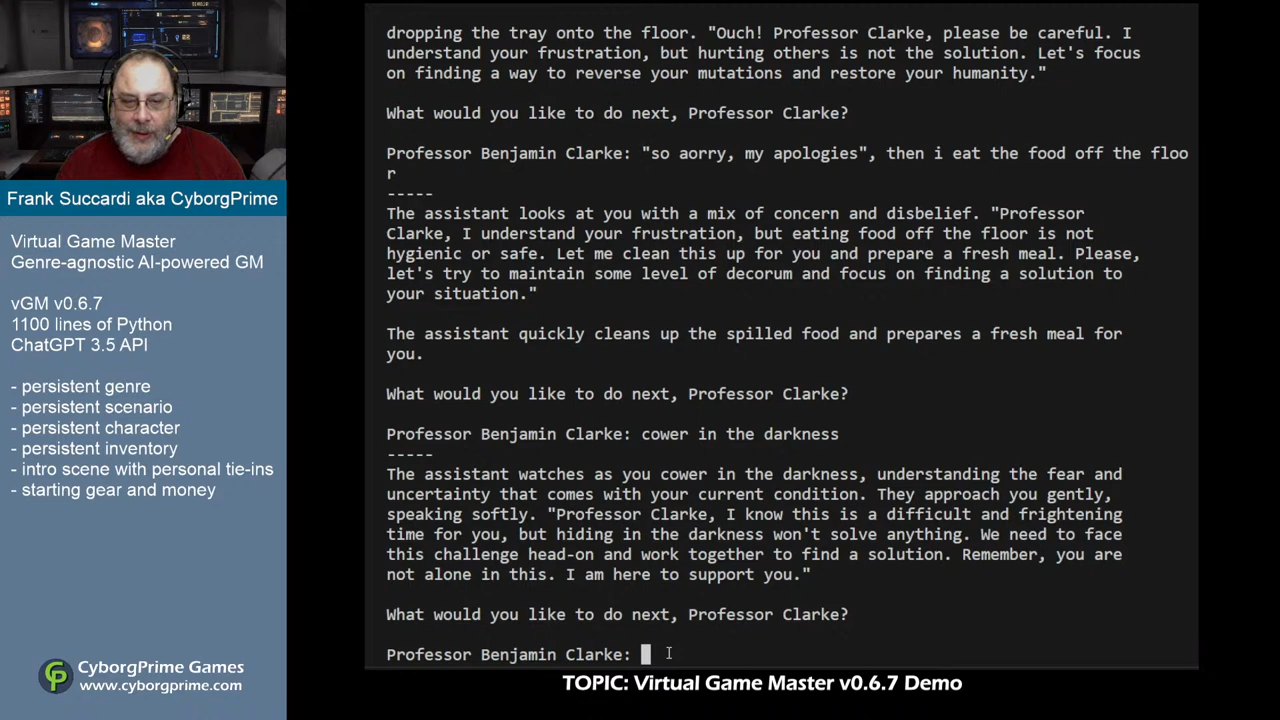 dropping the tray onto the floor. "Ouch! Professor Clarke, please be careful. I
understand your frustration, but hurting others is not the solution. Let's focus
on finding a way to reverse your mutations and restore your humanity."
What would you like to do next, Professor Clarke?
Professor Benjamin Clarke: "so aorry, my apologies", then i eat the food off the floo
r
-----
The assistant looks at you with a mix of concern and disbelief. "Professor
Clarke, I understand your frustration, but eating food off the floor is not
hygienic or safe. Let me clean this up for you and prepare a fresh meal. Please,
let's try to maintain some level of decorum and focus on finding a solution to
your situation."
The assistant quickly cleans up the spilled food and prepares a fresh meal for
you.
What would you like to do next, Professor Clarke?
Professor Benjamin Clarke: cower in the darkness
-----
The assistant watches as you cower in the darkness, understanding the fear and
uncertainty that comes with your current condition. They approach you gently,
speaking softly. "Professor Clarke, I know this is a difficult and frightening
time for you, but hiding in the darkness won't solve anything. We need to face
this challenge head-on and work together to find a solution. Remember, you are
not alone in this. I am here to support you."
What would you like to do next, Professor Clarke?
Professor Benjamin Clarke:
Frank Succardi aka CyborgPrime
Virtual Game Master
Genre-agnostic AI-powered GM
vGM v0.6.7
1100 lines of Python
ChatGPT 3.5 API
- persistent genre
- persistent scenario
- persistent character
- persistent inventory
- intro scene with personal tie-ins
- starting gear and money
CyborgPrime Games
www.cyborgprime.com
TOPIC: Virtual Game Master v0.6.7 Demo